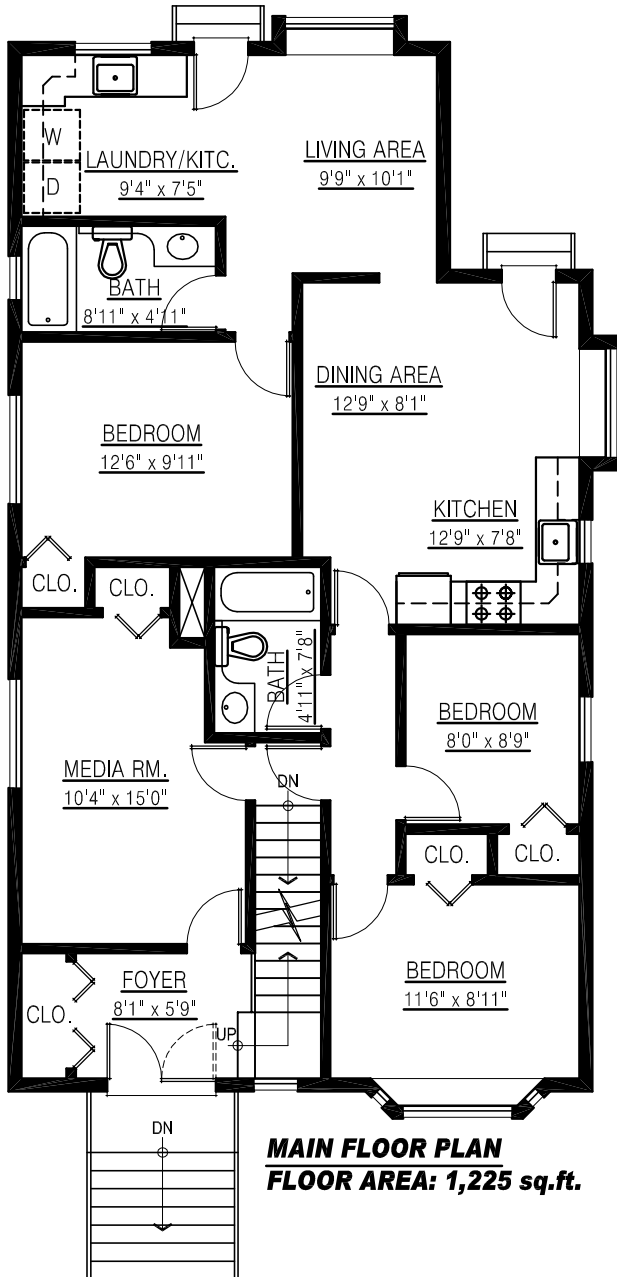 W
D
LAUNDRY/KITC.
9'4" x 7'5"
LIVING AREA
9'9" x 10'1"
BATH
8'11" x 4'11"
DINING AREA
12'9" x 8'1"
BEDROOM
12'6" x 9'11"
KITCHEN
12'9" x 7'8"
CLO.
CLO.
BATH
4'11" x 7'8"
BEDROOM
8'0" x 8'9"
MEDIA RM.
10'4" x 15'0"
DN
CLO.
CLO.
BEDROOM
11'6" x 8'11"
FOYER
8'1" x 5'9"
CLO.
UP
DN
MAIN FLOOR PLAN
FLOOR AREA: 1,225 sq.ft.